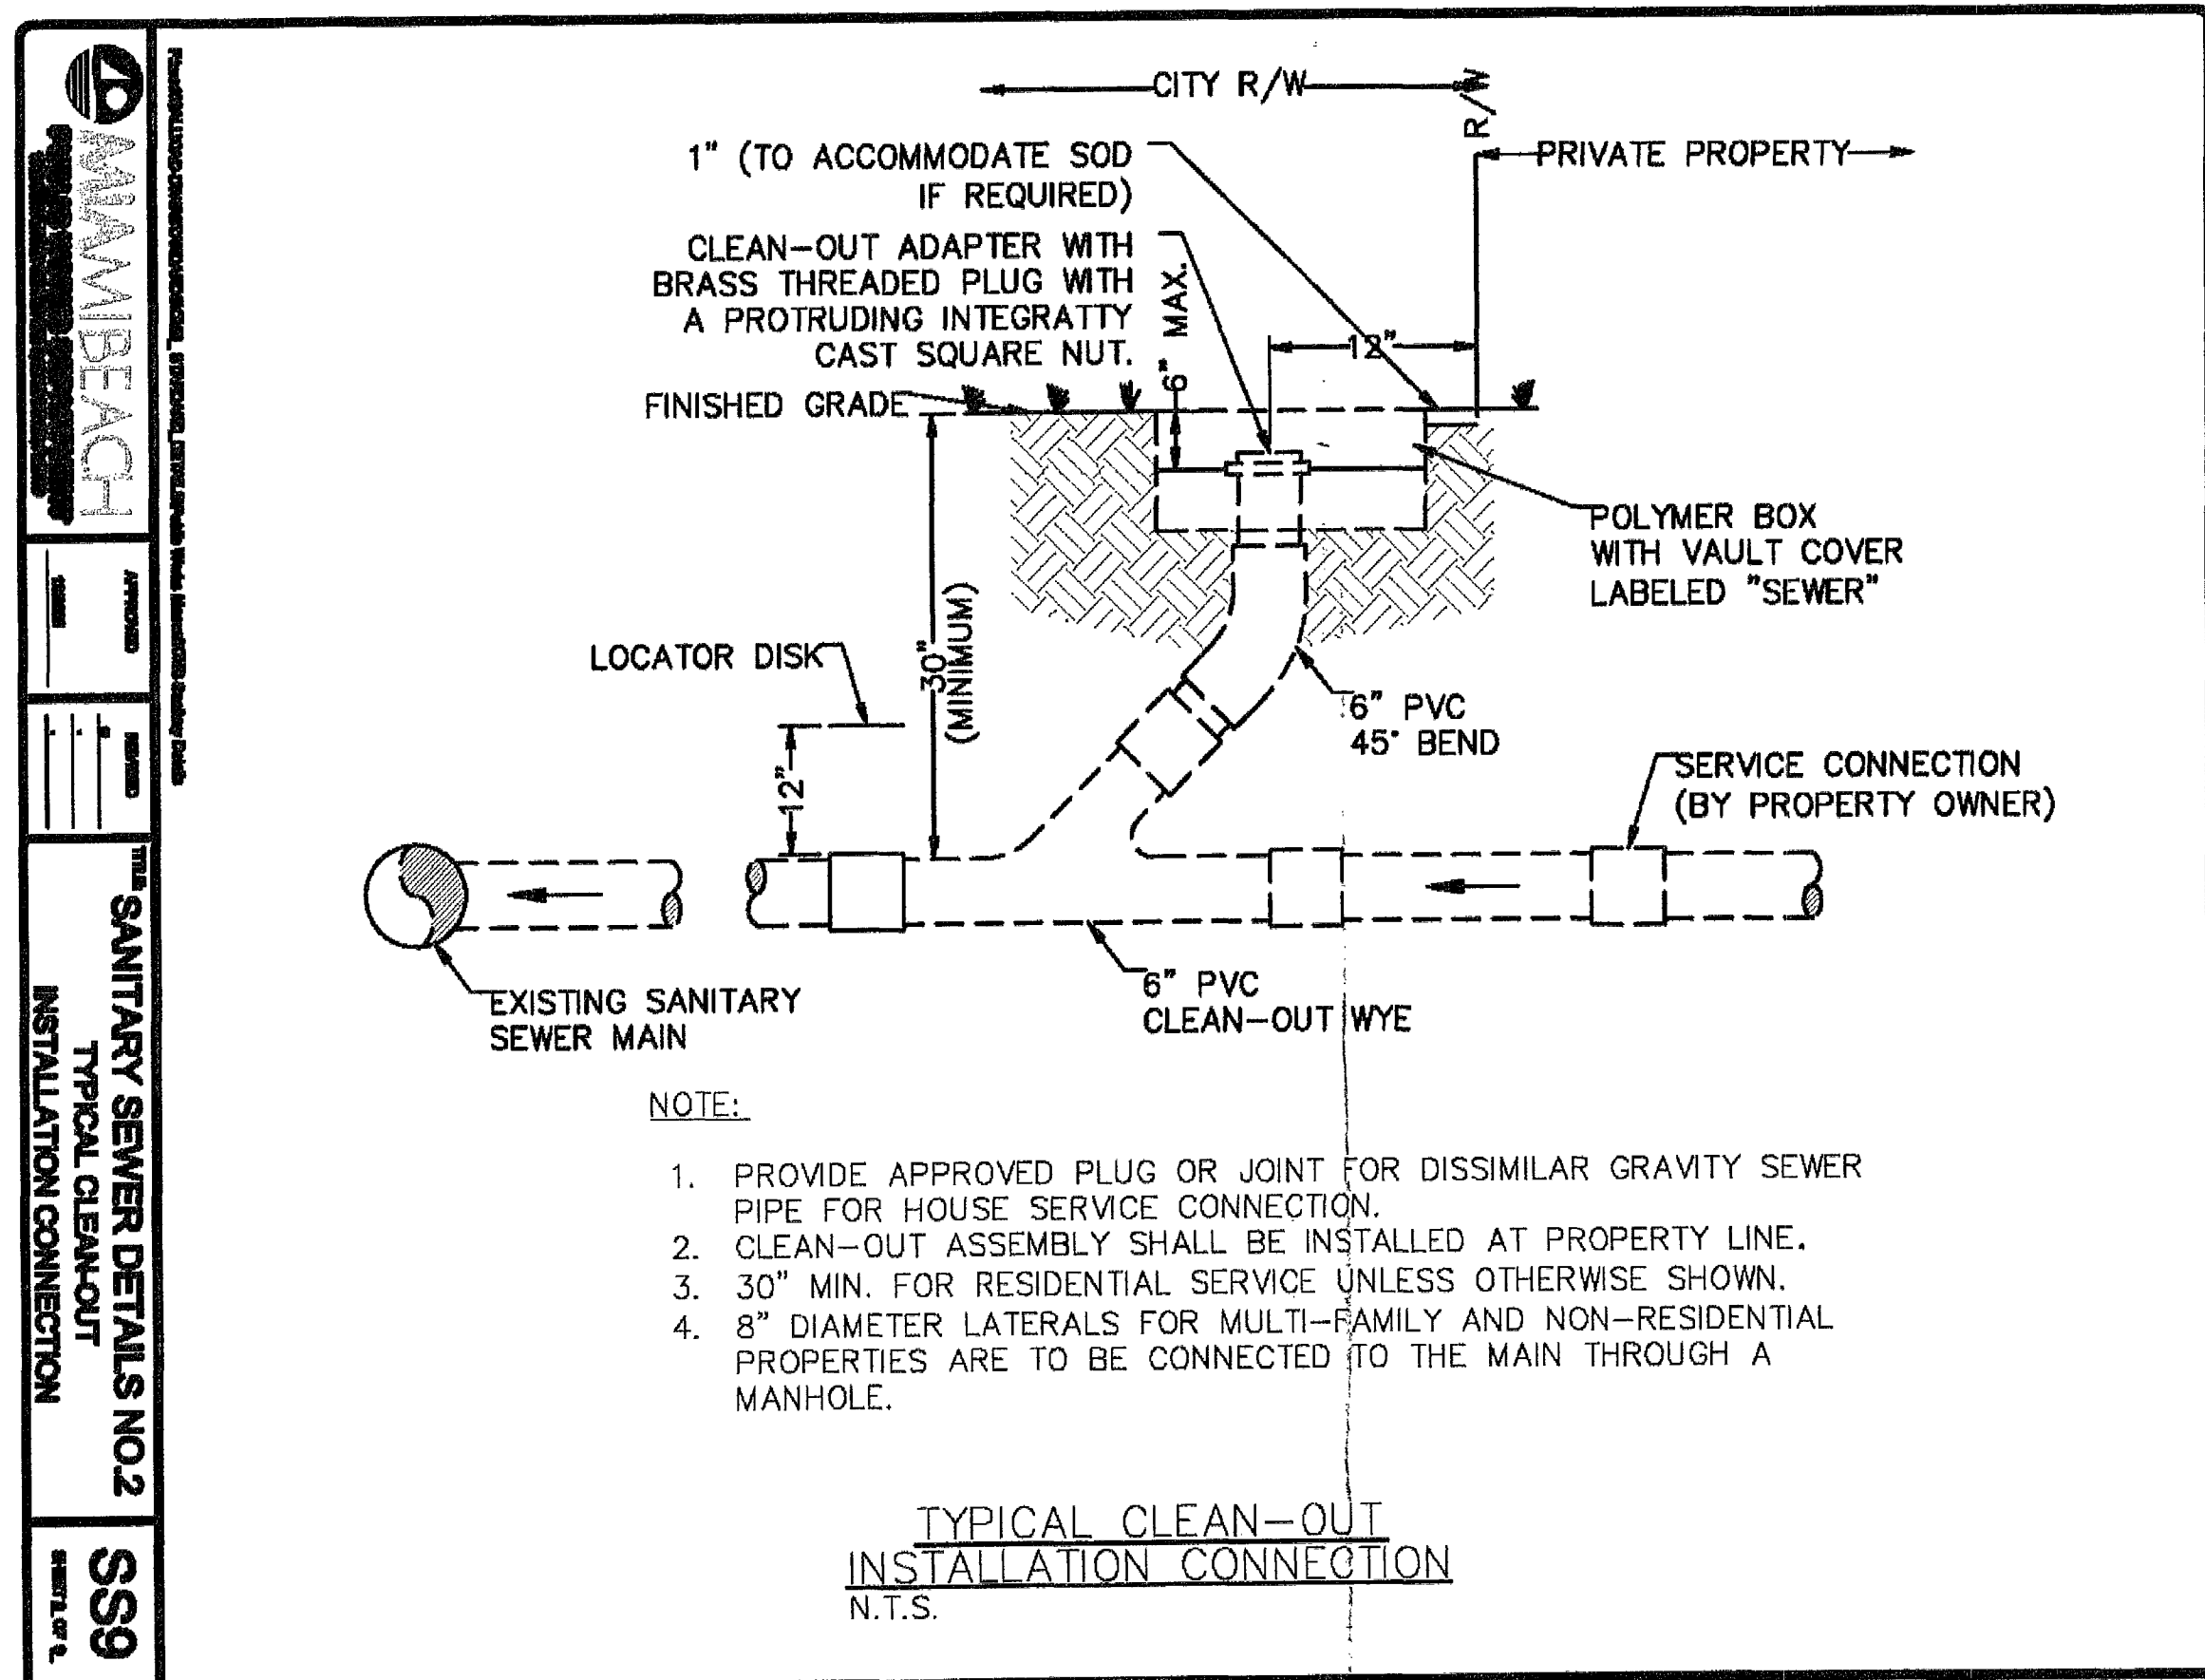 CITY R/W
R/W
1" (TO ACCOMMODATE SOD
IF REQUIRED)
PRIVATE PROPERTY
CLEAN-OUT ADAPTER WITH
BRASS THREADED PLUG WITH
A PROTRUDING INTEGRATTY
CAST SQUARE NUT.
6" MAX.
12"
FINISHED GRADE
POLYMER BOX
WITH VAULT COVER
LABELED "SEWER"
30"
(MINIMUM)
LOCATOR DISK
12"
6" PVC
45° BEND
SERVICE CONNECTION
(BY PROPERTY OWNER)
EXISTING SANITARY
SEWER MAIN
6" PVC
CLEAN-OUT WYE
NOTE:
1. PROVIDE APPROVED PLUG OR JOINT FOR DISSIMILAR GRAVITY SEWER
PIPE FOR HOUSE SERVICE CONNECTION.
2. CLEAN-OUT ASSEMBLY SHALL BE INSTALLED AT PROPERTY LINE.
3. 30" MIN. FOR RESIDENTIAL SERVICE UNLESS OTHERWISE SHOWN.
4. 8" DIAMETER LATERALS FOR MULTI-FAMILY AND NON-RESIDENTIAL
PROPERTIES ARE TO BE CONNECTED TO THE MAIN THROUGH A
MANHOLE.
TYPICAL CLEAN-OUT
INSTALLATION CONNECTION
N.T.S.
MIAMIBEACH
APPROVED
REVISED
TITLE
SANITARY SEWER DETAILS NO.2
TYPICAL CLEAN-OUT
INSTALLATION CONNECTION
SS9